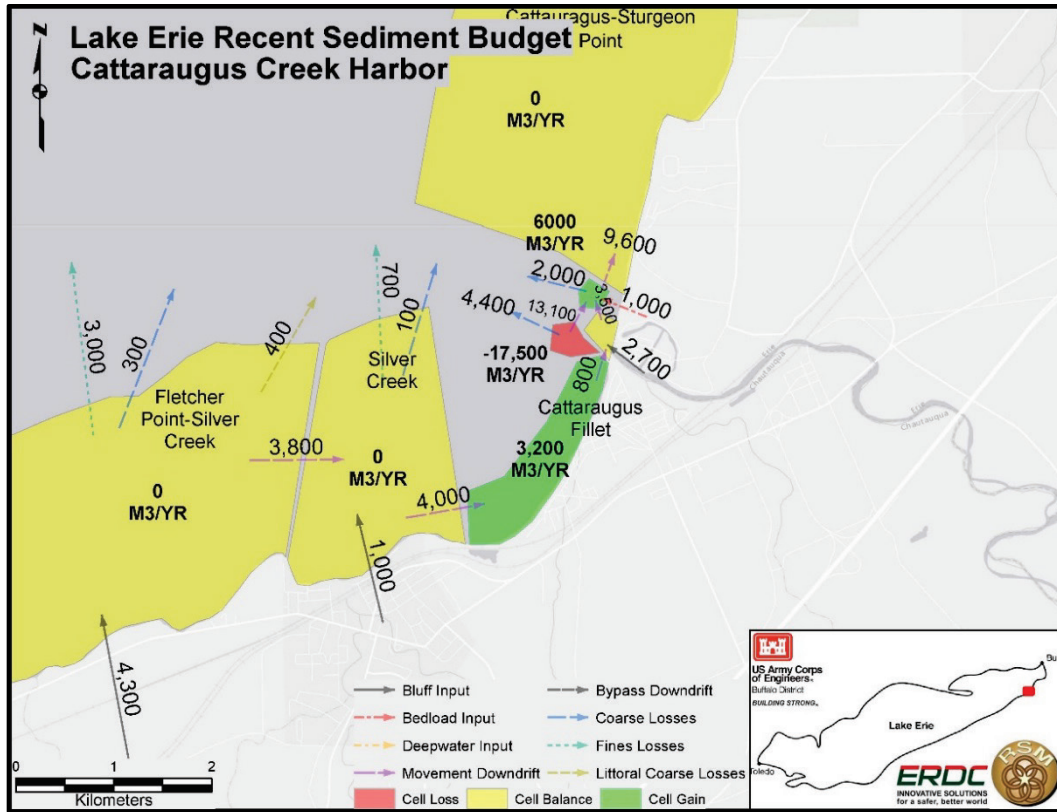 Cattauragus-Sturgeon
Point
Lake Erie Recent Sediment Budget
Cattaraugus Creek Harbor
N
0
M3/YR
6000
M3/YR
9,600
2,000
3,500
1,000
13,100
4,400
2,700
-17,500
M3/YR
800
Cattaraugus
Fillet
3,200
M3/YR
3,000
300
400
700
100
Fletcher
Point-Silver
Creek
Silver
Creek
3,800
0
M3/YR
0
M3/YR
4,000
1,000
4,300
Erie
Chautauqua
Erie
Chautauqua
0 1 2
Kilometers
Bluff Input
Bypass Downdrift
Bedload Input
Coarse Losses
Deepwater Input
Fines Losses
Movement Downdrift
Littoral Coarse Losses
Cell Loss
Cell Balance
Cell Gain
US Army Corps
of Engineers®
Buffalo District
BUILDING STRONG®
Bu
Lake Erie
Toledo
ERDC
INNOVATIVE SOLUTIONS
for a safer, better world
RSM